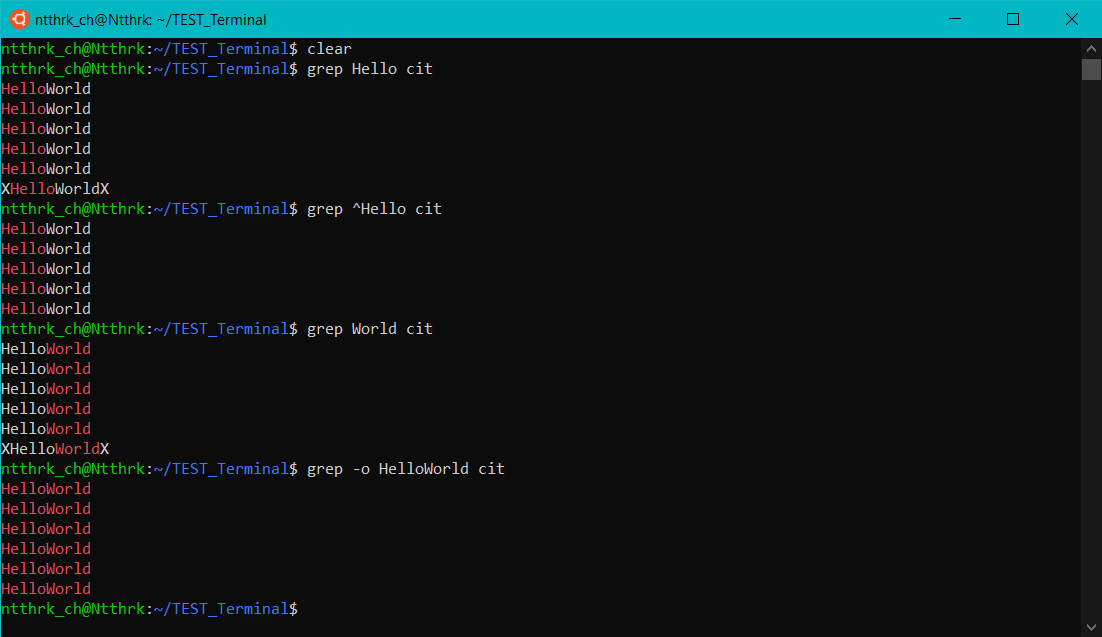 ntthrk_ch@Ntthrk: ~/TEST_Terminal
ntthrk_ch@Ntthrk:~/TEST_Terminal$ clear
ntthrk_ch@Ntthrk:~/TEST_Terminal$ grep Hello cit
HelloWorld
HelloWorld
HelloWorld
HelloWorld
HelloWorld
XHelloWorldX
ntthrk_ch@Ntthrk:~/TEST_Terminal$ grep ^Hello cit
HelloWorld
HelloWorld
HelloWorld
HelloWorld
HelloWorld
ntthrk_ch@Ntthrk:~/TEST_Terminal$ grep World cit
HelloWorld
HelloWorld
HelloWorld
HelloWorld
HelloWorld
XHelloWorldX
ntthrk_ch@Ntthrk:~/TEST_Terminal$ grep -o HelloWorld cit
HelloWorld
HelloWorld
HelloWorld
HelloWorld
HelloWorld
HelloWorld
ntthrk_ch@Ntthrk:~/TEST_Terminal$